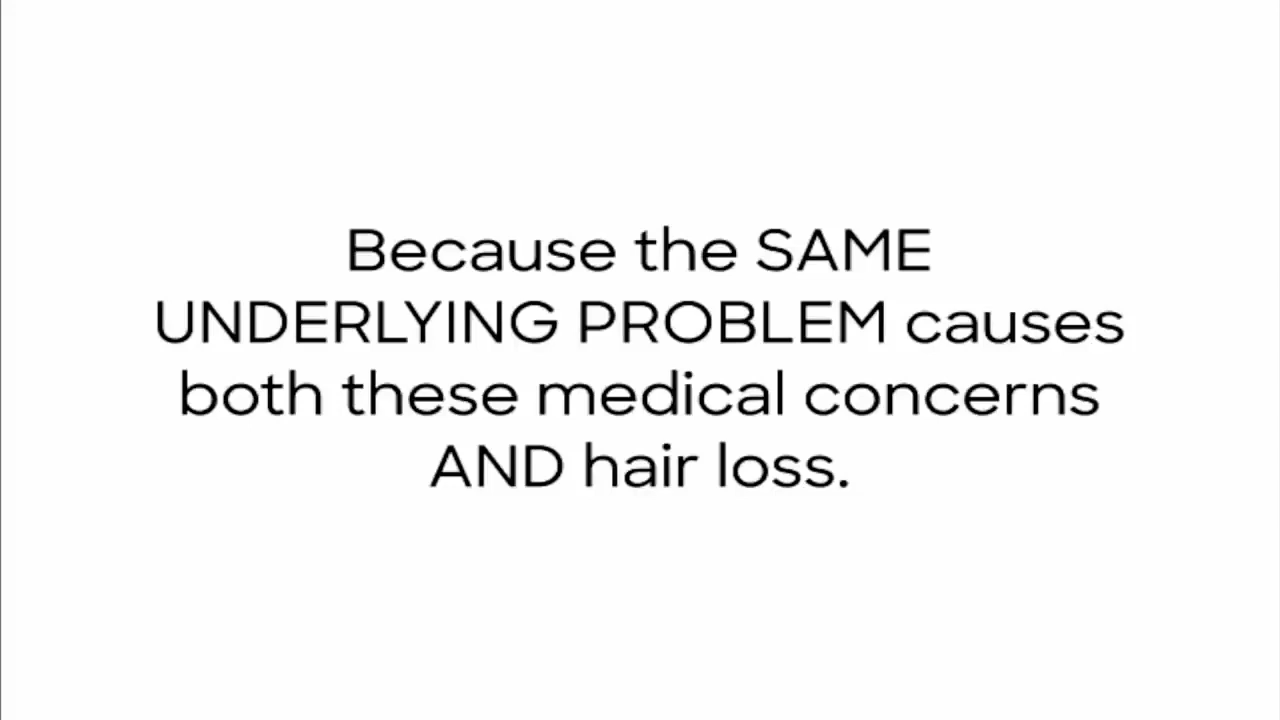 Because the SAME
UNDERLYING PROBLEM causes
both these medical concerns
AND hair loss.